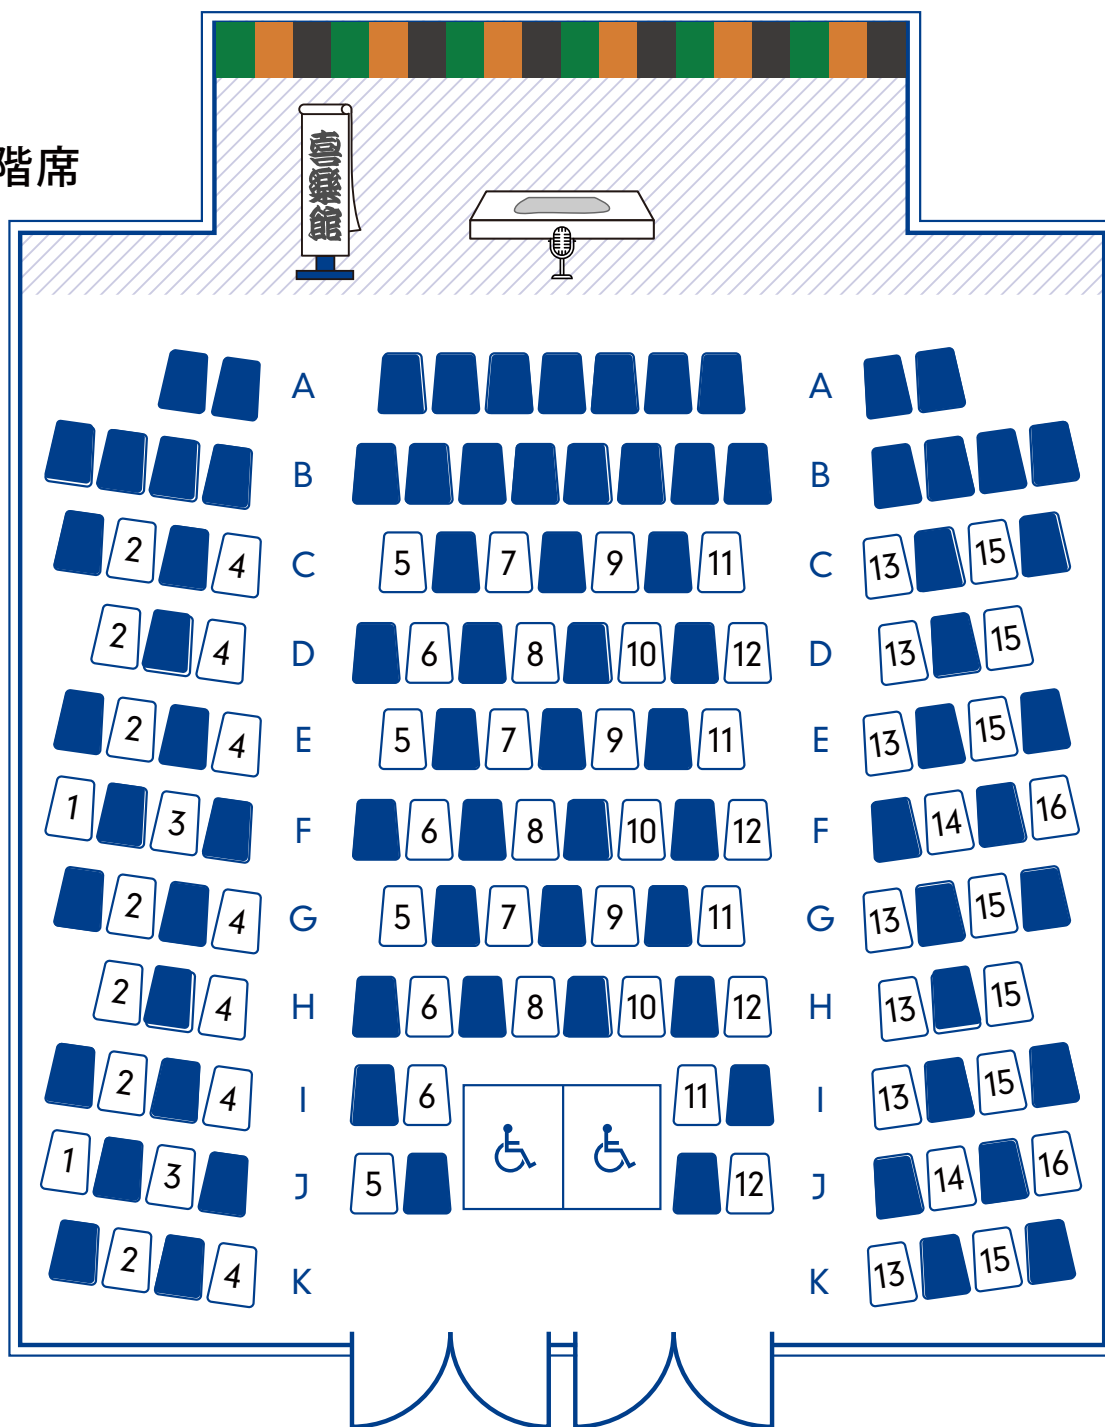 階席
喜楽館
A A
B B
2 4 C 5 7 9 11 C 13 15
2 4 D 6 8 10 12 D 13 15
2 4 E 5 7 9 11 E 13 15
1 3 F 6 8 10 12 F 14 16
2 4 G 5 7 9 11 G 13 15
2 4 H 6 8 10 12 H 13 15
2 4 I 6 11 I 13 15
1 3 J 5 12 J 14 16
2 4 K K 13 15